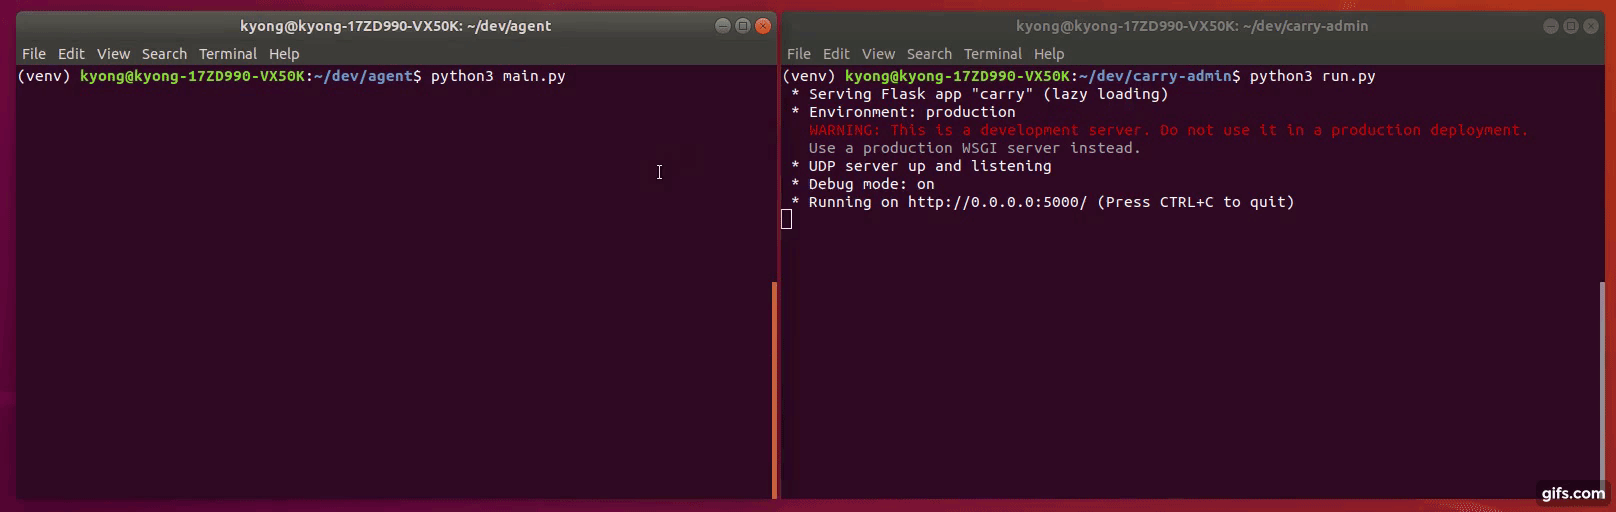 kyong@kyong-17ZD990-VX50K: ~/dev/agent
File Edit View Search Terminal Help
(venv) kyong@kyong-17ZD990-VX50K:~/dev/agent$ python3 main.py
kyong@kyong-17ZD990-VX50K: ~/dev/carry-admin
File Edit View Search Terminal Help
(venv) kyong@kyong-17ZD990-VX50K:~/dev/carry-admin$ python3 run.py
* Serving Flask app "carry" (lazy loading)
* Environment: production
WARNING: This is a development server. Do not use it in a production deployment.
Use a production WSGI server instead.
* UDP server up and listening
* Debug mode: on
* Running on http://0.0.0.0:5000/ (Press CTRL+C to quit)
gifs.com